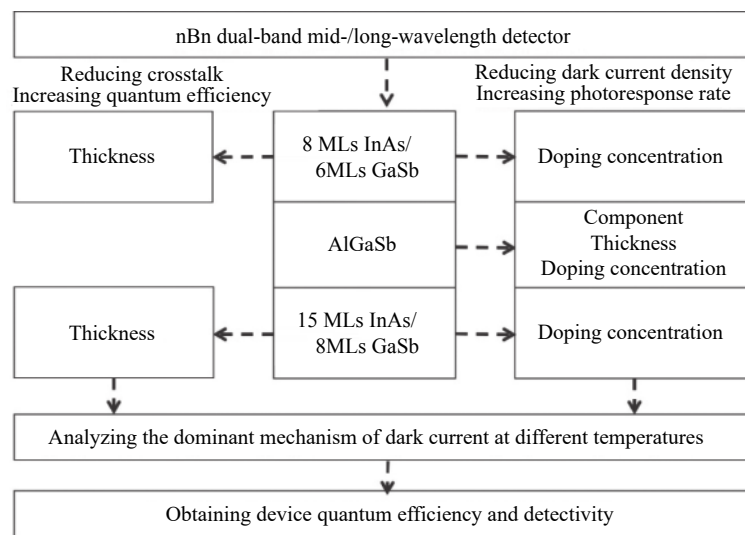 nBn dual-band mid-/long-wavelength detector
Reducing crosstalk
Increasing quantum efficiency
Reducing dark current density
Increasing photoresponse rate
Thickness
8 MLs InAs/
6MLs GaSb
Doping concentration
AlGaSb
Component
Thickness
Doping concentration
Thickness
15 MLs InAs/
8MLs GaSb
Doping concentration
Analyzing the dominant mechanism of dark current at different temperatures
Obtaining device quantum efficiency and detectivity